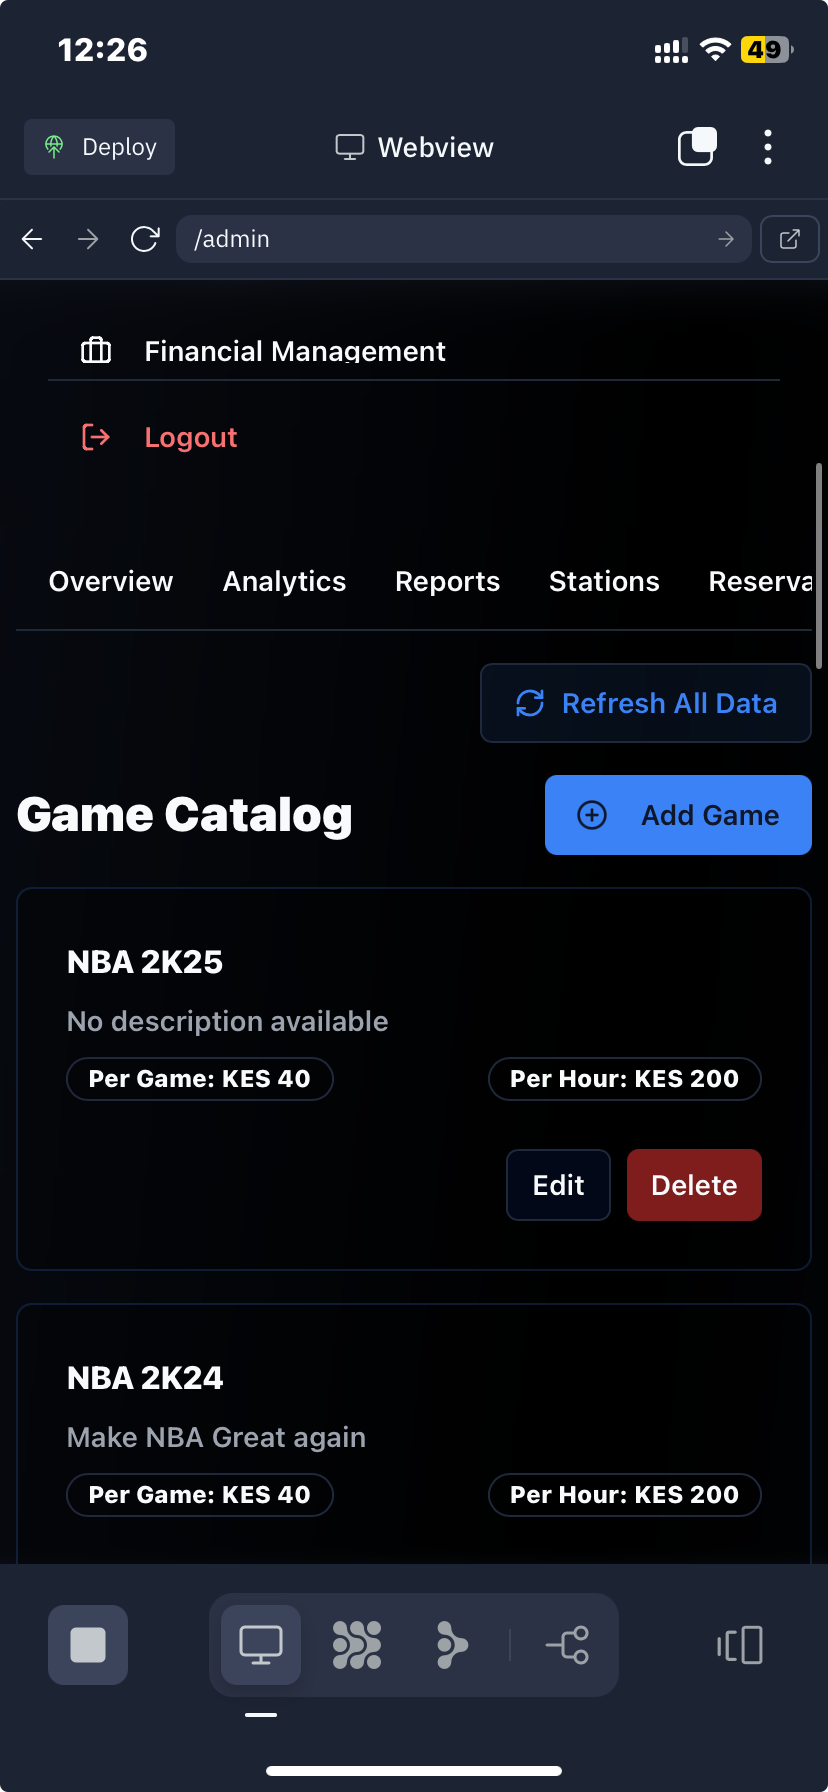 12:26
49
Deploy
Webview
/admin
Financial Management
Logout
Overview Analytics Reports Stations Reserva
Refresh All Data
Game Catalog
Add Game
NBA 2K25
No description available
Per Game: KES 40 Per Hour: KES 200
Edit Delete
NBA 2K24
Make NBA Great again
Per Game: KES 40 Per Hour: KES 200